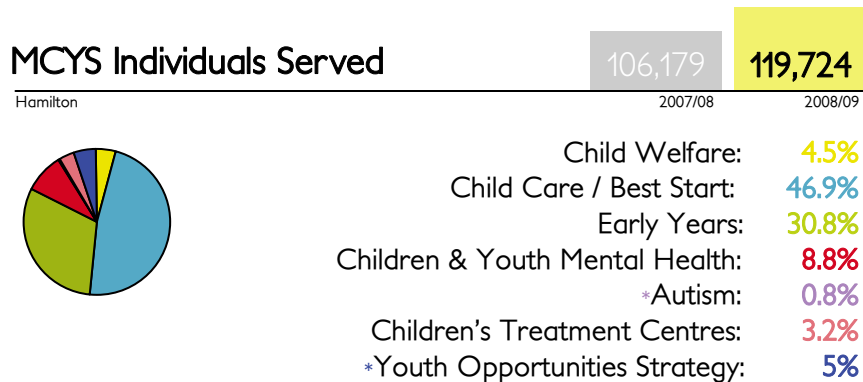 MCYS Individuals Served 106,179 119,724
Hamilton 2007/08 2008/09
Child Welfare: 4.5%
Child Care / Best Start: 46.9%
Early Years: 30.8%
Children & Youth Mental Health: 8.8%
*Autism: 0.8%
Children's Treatment Centres: 3.2%
*Youth Opportunities Strategy: 5%